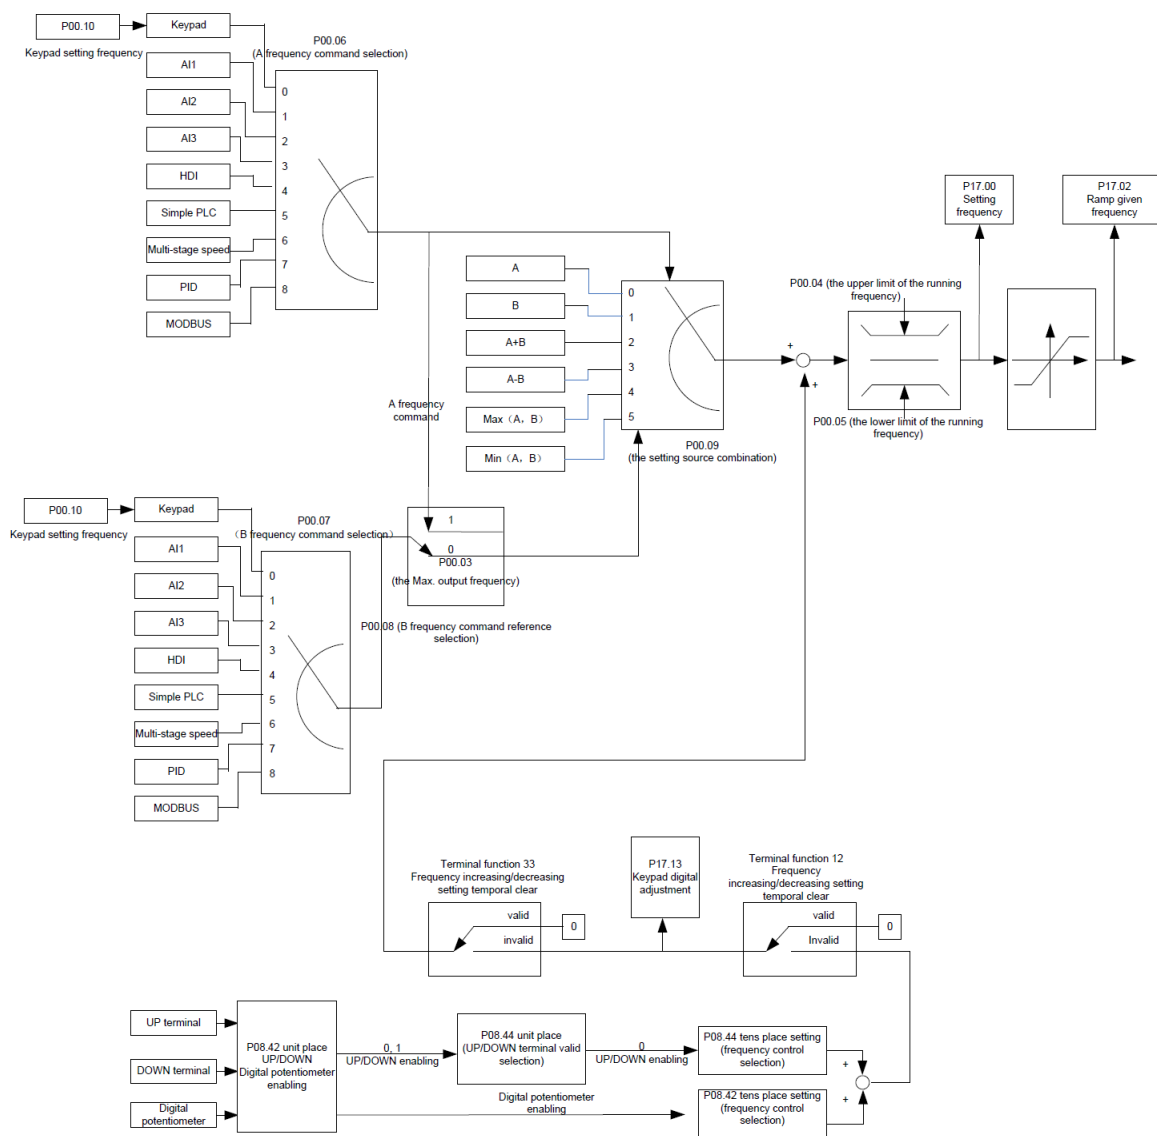 P00.10
Keypad setting frequency
Keypad
AI1
AI2
AI3
HDI
Simple PLC
Multi-stage speed
PID
MODBUS
P00.06
(A frequency command selection)
0
1
2
3
4
5
6
7
8
A
B
A+B
A-B
Max（A，B）
Min（A，B）
0
1
2
3
4
5
P00.09
(the setting source combination)
A frequency
command
+
+
P00.04 (the upper limit of the running
frequency)
P00.05 (the lower limit of the running
frequency)
P17.00
Setting
frequency
P17.02
Ramp given
frequency
P00.10
Keypad setting frequency
Keypad
AI1
AI2
AI3
HDI
Simple PLC
Multi-stage speed
PID
MODBUS
P00.07
（B frequency command selection）
0
1
2
3
4
5
6
7
8
1
0
P00.03
(the Max. output frequency)
P00.08 (B frequency command reference
selection)
Terminal function 33
Frequency increasing/decreasing
setting temporal clear
valid
invalid
0
P17.13
Keypad digital
adjustment
Terminal function 12
Frequency
increasing/decreasing setting
temporal clear
valid
Invalid
0
UP terminal
DOWN terminal
Digital
potentiometer
P08.42 unit place
UP/DOWN
Digital potentiometer
enabling
0, 1
UP/DOWN enabling
P08.44 unit place
(UP/DOWN terminal valid
selection)
0
UP/DOWN enabling
P08.44 tens place setting
(frequency control
selection)
Digital potentiometer
enabling
P08.42 tens place setting
(frequency control
selection)
+
+